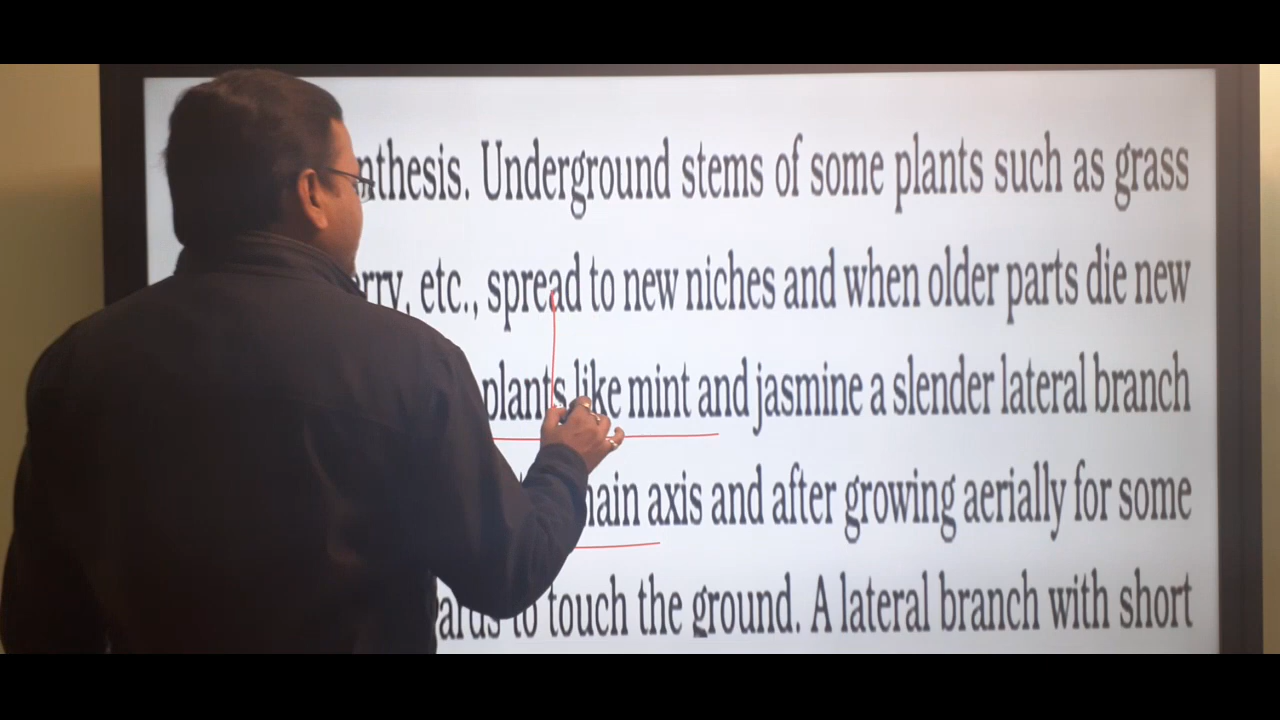 nthesis. Underground stems of some plants such as grass
rry, etc., spread to new niches and when older parts die new
plants like mint and jasmine a slender lateral branch
main axis and after growing aerially for some
to touch the ground. A lateral branch with short